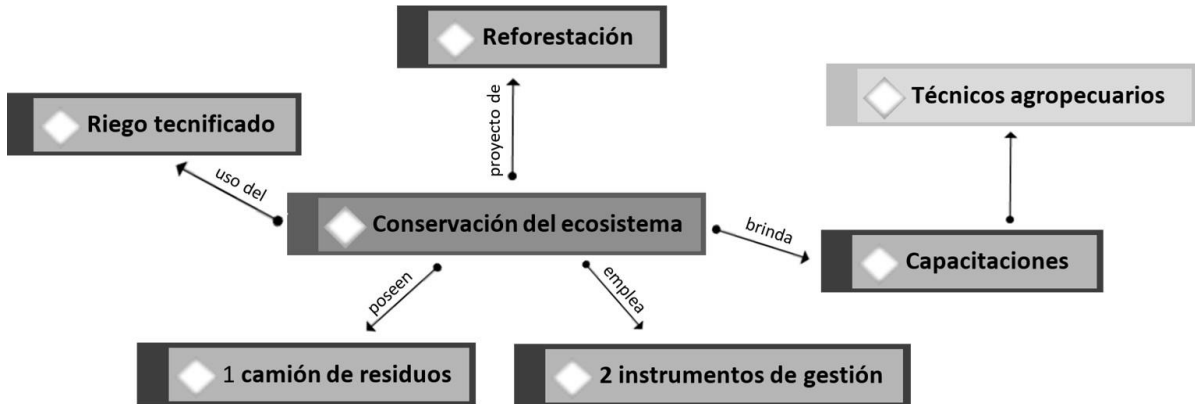 Reforestación
Técnicos agropecuarios
Riego tecnificado
proyecto de
uso del
Conservación del ecosistema
brinda
Capacitaciones
poseen
emplea
1 camión de residuos
2 instrumentos de gestión